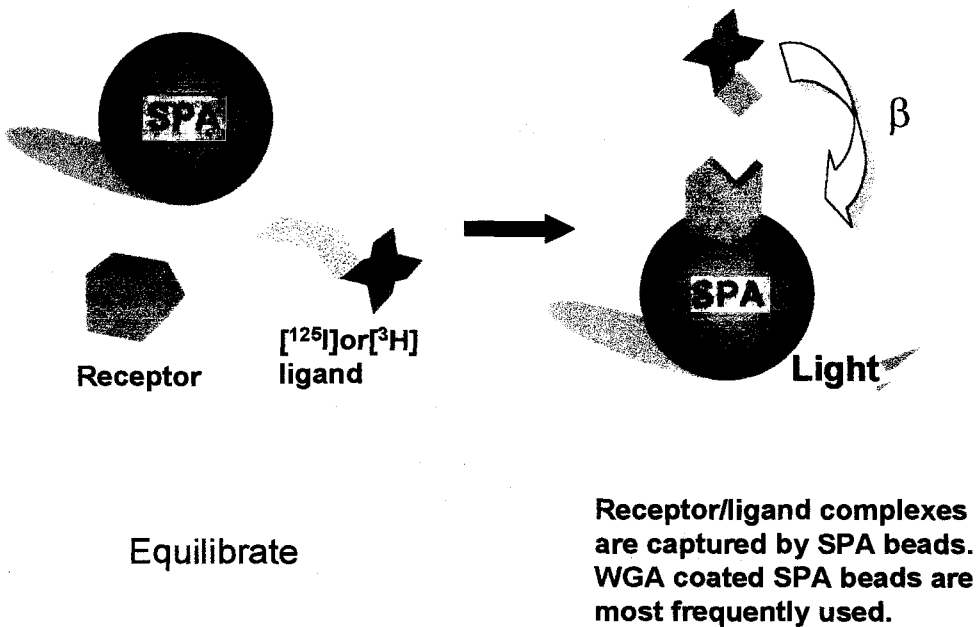 SPA
β
SPA
[¹²⁵I]or[³H]
Receptor
ligand
Light
Equilibrate
Receptor/ligand complexes
are captured by SPA beads.
WGA coated SPA beads are
most frequently used.